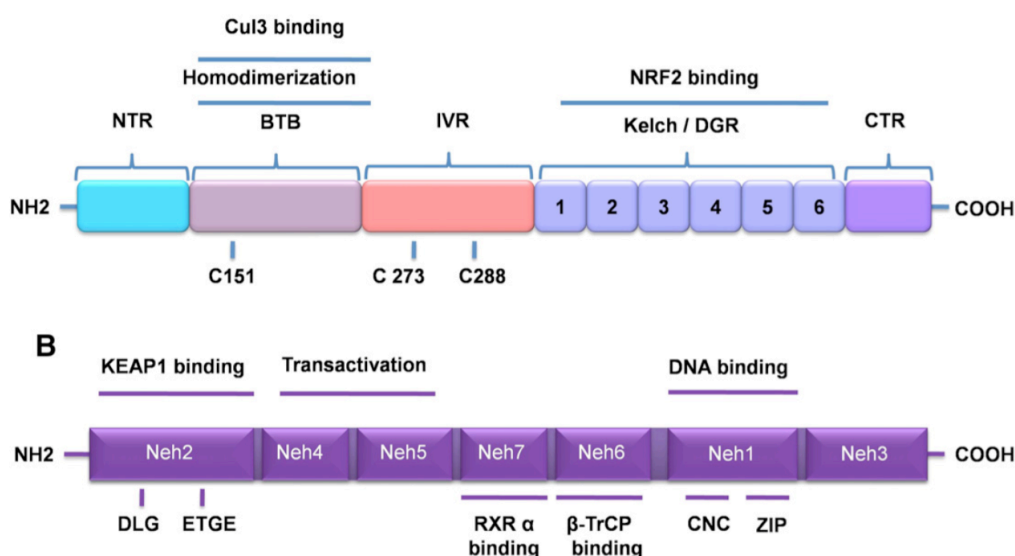 Cul3 binding
Homodimerization
NRF2 binding
NTR
BTB
IVR
Kelch / DGR
CTR
NH2
1 2 3 4 5 6
COOH
C151
C 273
C288
B
KEAP1 binding
Transactivation
DNA binding
NH2
Neh2
Neh4
Neh5
Neh7
Neh6
Neh1
Neh3
COOH
DLG
ETGE
RXR α
binding
β-TrCP
binding
CNC
ZIP